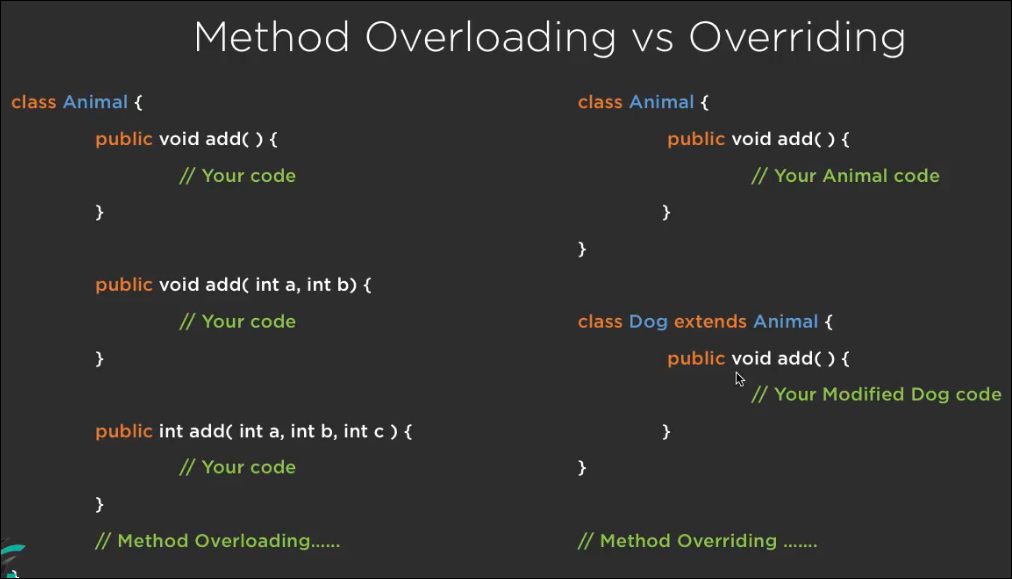 Method Overloading vs Overriding
class Animal {
public void add( ) {
// Your code
}
public void add( int a, int b) {
// Your code
}
public int add( int a, int b, int c ) {
// Your code
}
// Method Overloading......
}
class Animal {
public void add( ) {
// Your Animal code
}
}
class Dog extends Animal {
public void add( ) {
// Your Modified Dog code
}
}
// Method Overriding .......